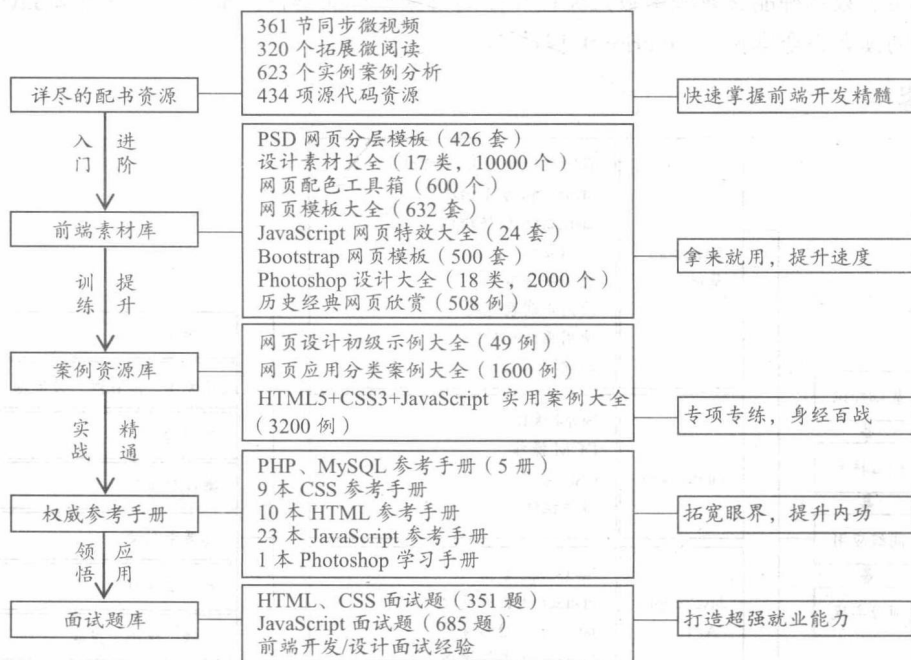 361 节同步微视频
320 个拓展微阅读
623 个实例案例分析
434 项源代码资源
详尽的配书资源
快速掌握前端开发精髓
入门
进阶
PSD 网页分层模板（426 套）
设计素材大全（17 类，10000 个）
网页配色工具箱（600 个）
网页模板大全（632 套）
JavaScript 网页特效大全（24 套）
Bootstrap 网页模板（500 套）
Photoshop 设计大全（18 类，2000 个）
历史经典网页欣赏（508 例）
前端素材库
拿来就用，提升速度
训练
提升
网页设计初级示例大全（49 例）
网页应用分类案例大全（1600 例）
HTML5+CSS3+JavaScript 实用案例大全
（3200 例）
案例资源库
专项专练，身经百战
实战
精通
PHP、MySQL 参考手册（5 册）
9 本 CSS 参考手册
10 本 HTML 参考手册
23 本 JavaScript 参考手册
1 本 Photoshop 学习手册
权威参考手册
拓宽眼界，提升内功
领悟
应用
HTML、CSS 面试题（351 题）
JavaScript 面试题（685 题）
前端开发/设计面试经验
面试题库
打造超强就业能力